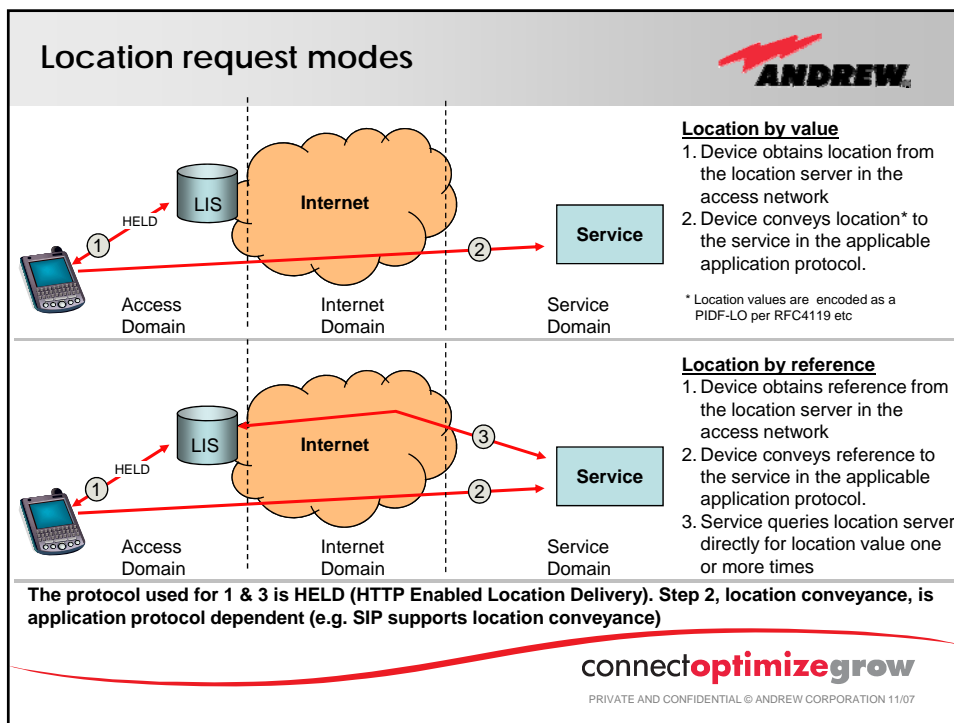 Location request modes
ANDREW
LIS
HELD
1
Internet
2
Service
Access
Domain
Internet
Domain
Service
Domain
Location by value
1. Device obtains location from
the location server in the
access network
2. Device conveys location* to
the service in the applicable
application protocol.
* Location values are encoded as a
PIDF-LO per RFC4119 etc
LIS
HELD
1
Internet
3
2
Service
Access
Domain
Internet
Domain
Service
Domain
Location by reference
1. Device obtains reference from
the location server in the
access network
2. Device conveys reference to
the service in the applicable
application protocol.
3. Service queries location server
directly for location value one
or more times
The protocol used for 1 & 3 is HELD (HTTP Enabled Location Delivery). Step 2, location conveyance, is
application protocol dependent (e.g. SIP supports location conveyance)
connectoptimizegrow
PRIVATE AND CONFIDENTIAL © ANDREW CORPORATION 11/07